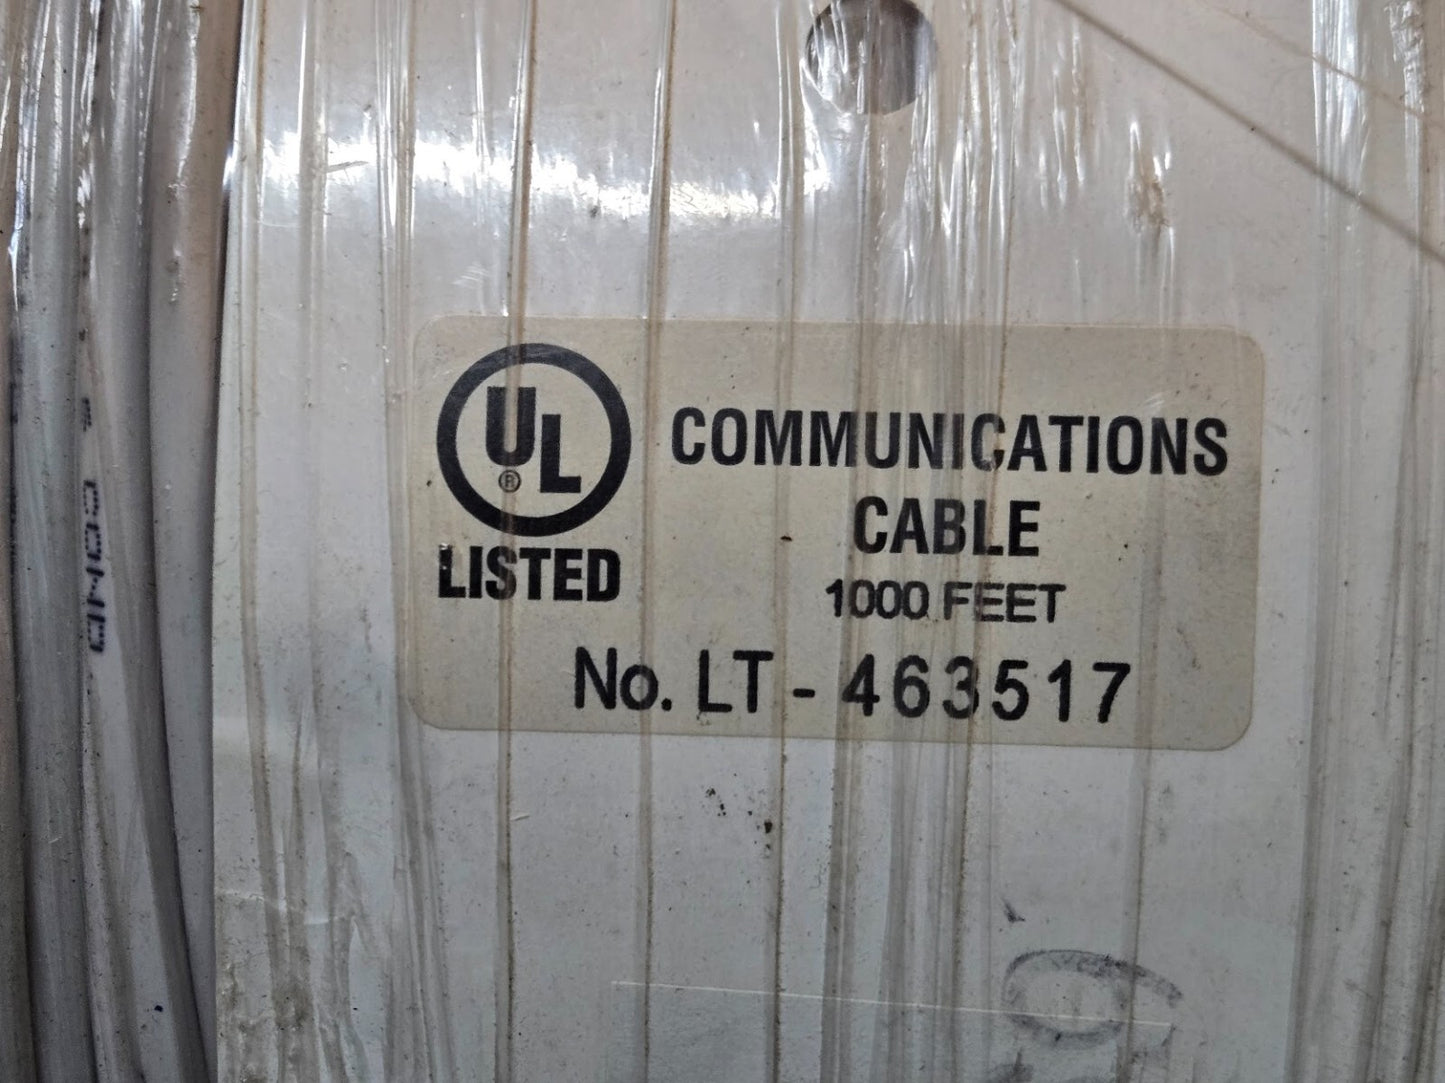 UL
®
LISTED
COMMUNICATIONS
CABLE
1000 FEET
No. LT - 463517